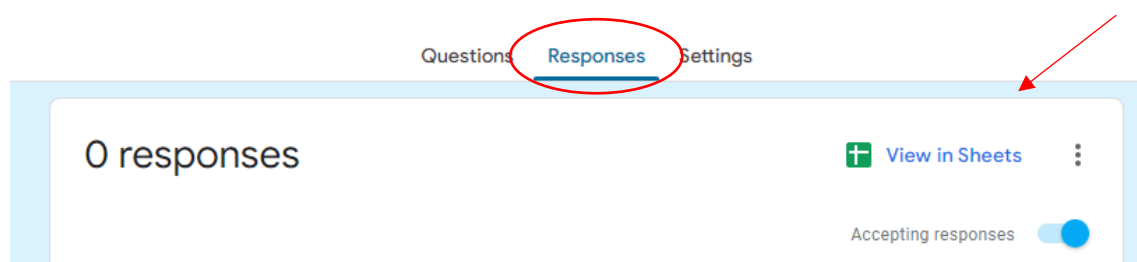 Questions Responses Settings
0 responses View in Sheets
Accepting responses